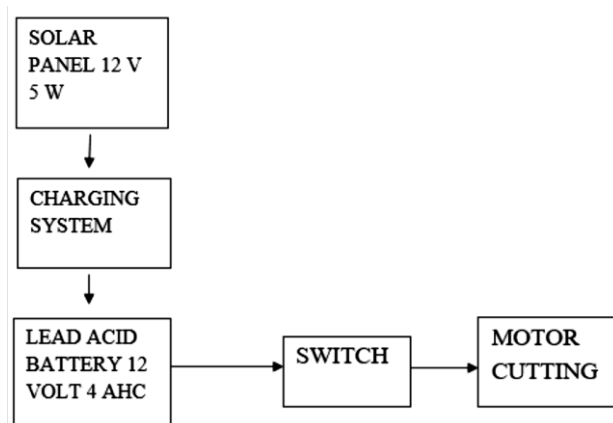 SOLAR
PANEL 12 V
5 W
CHARGING
SYSTEM
LEAD ACID
BATTERY 12
VOLT 4 AHC
SWITCH
MOTOR
CUTTING